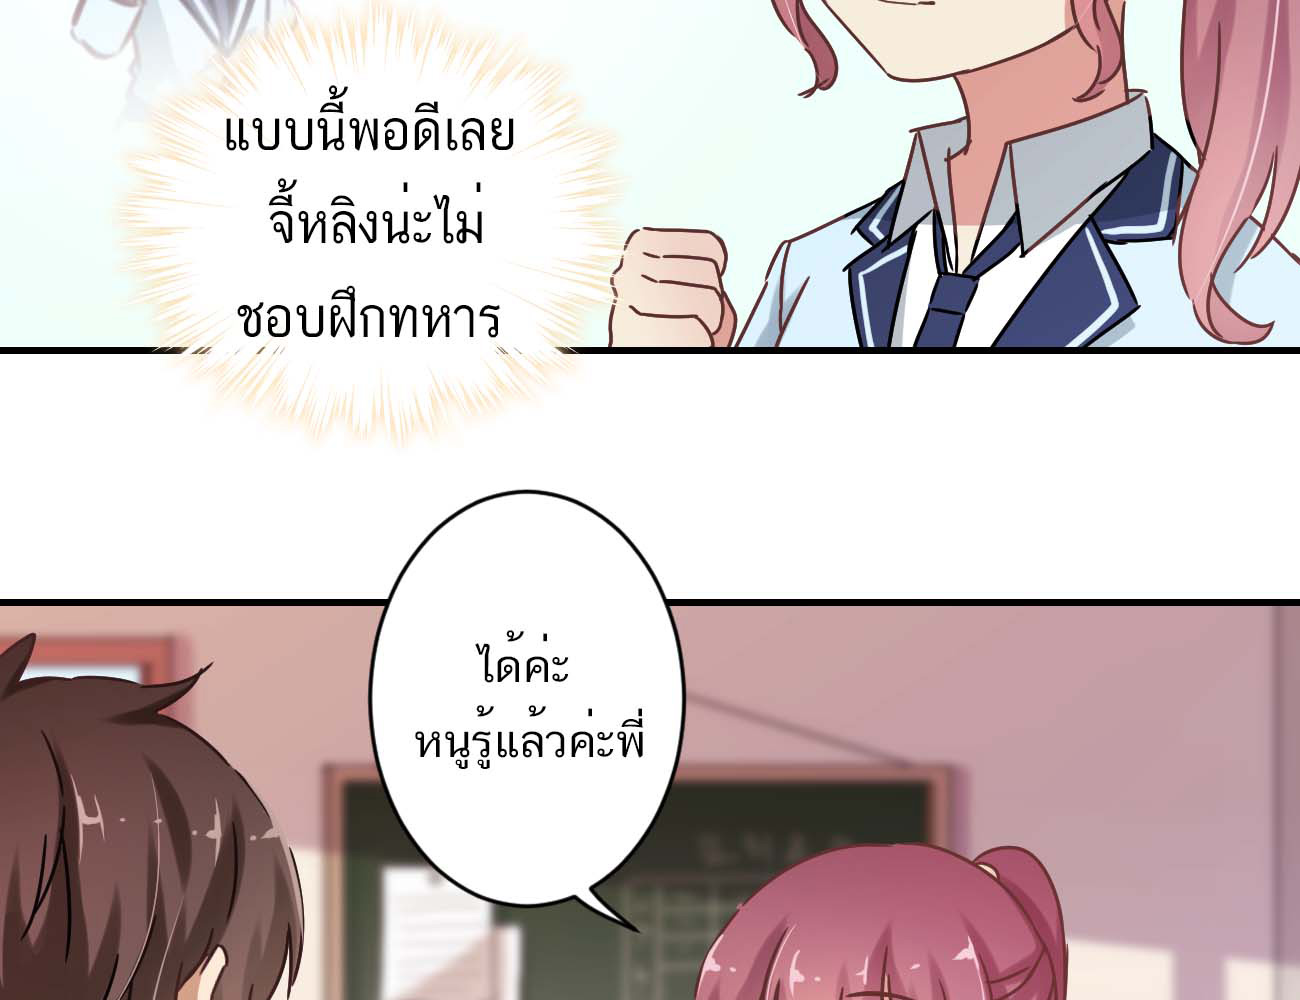 แบบนี้พอดีเลย
จี้หลิงน่ะไม่
ชอบฝึกทหาร
ได้ค่ะ
หนูรู้แล้วค่ะพี่